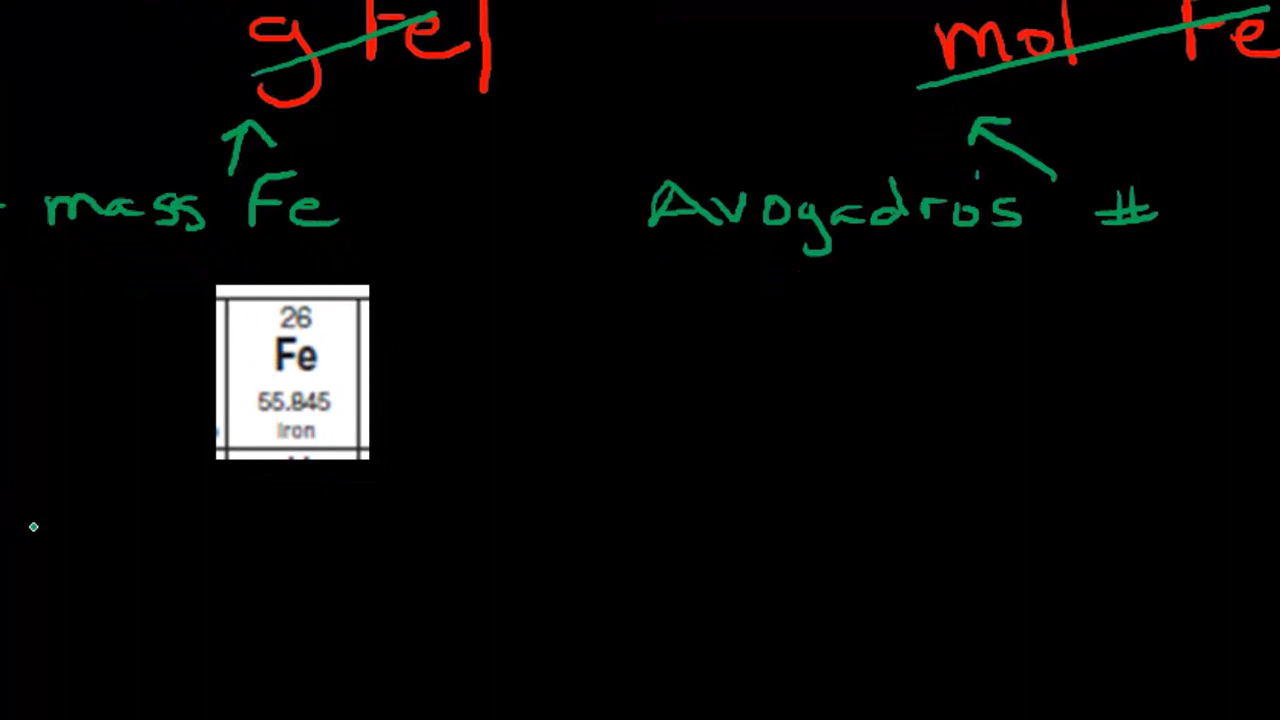 g Fe
mol Fe
- mass Fe
Avogadro's #
26
Fe
55.845
Iron